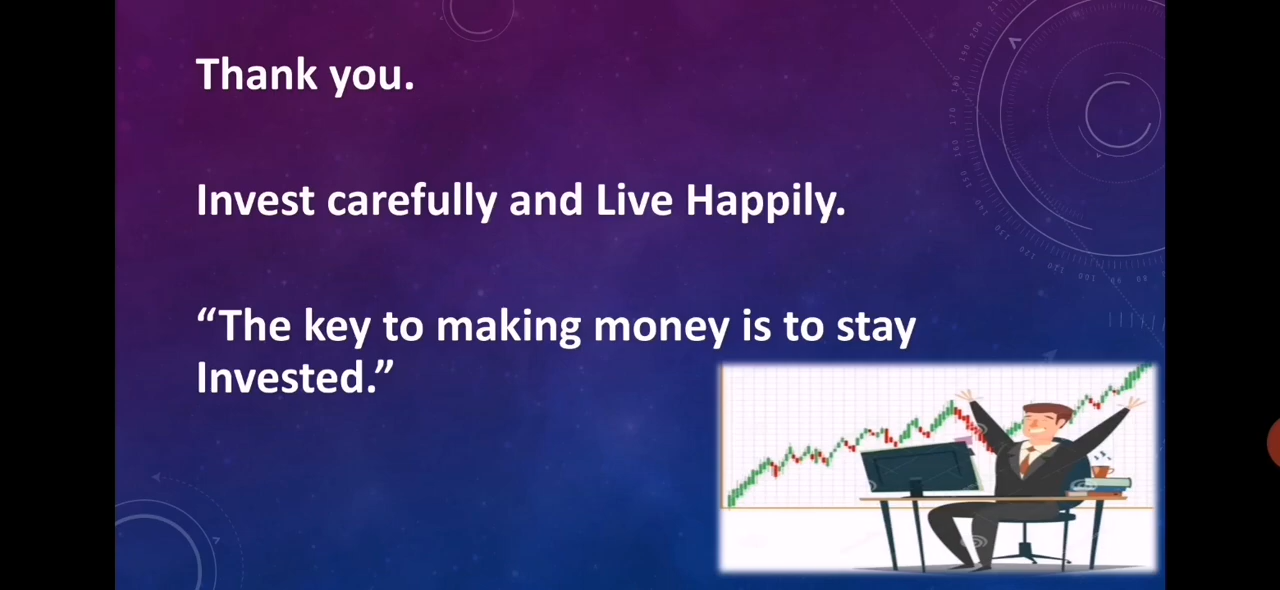 Thank you.
Invest carefully and Live Happily.
“The key to making money is to stay
Invested.”